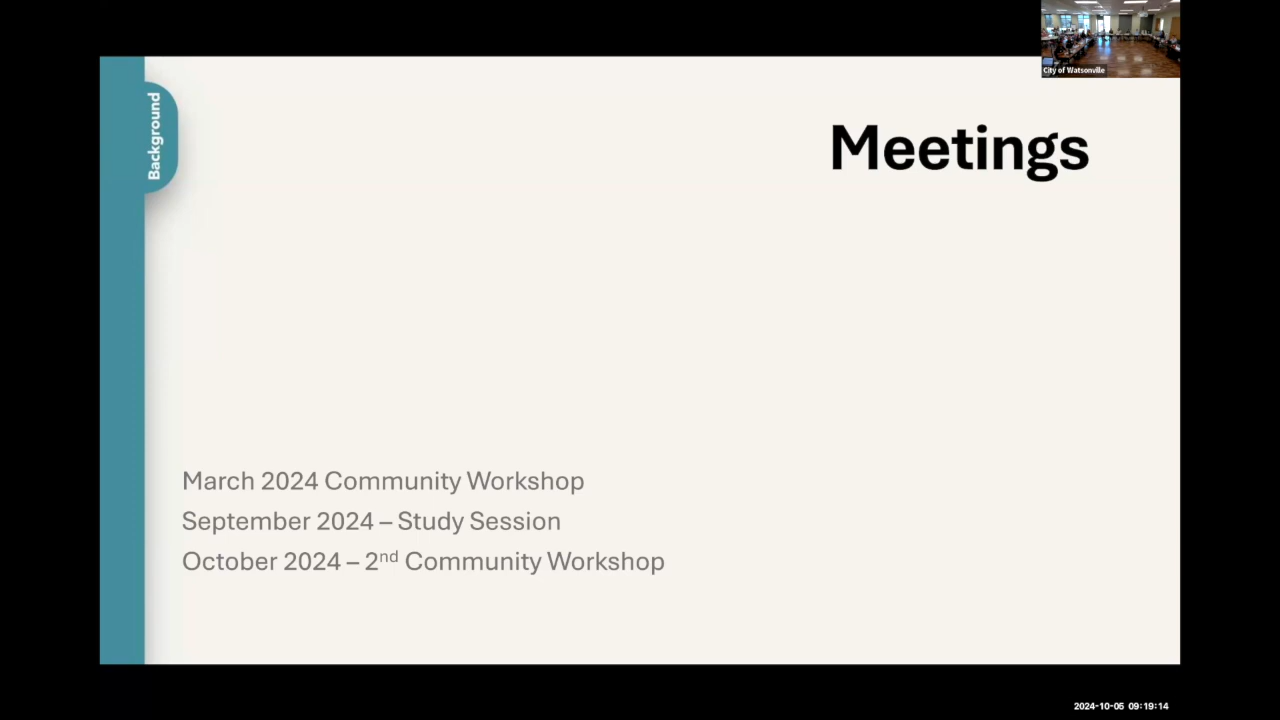 City of Watsonville
Background
Meetings
March 2024 Community Workshop
September 2024 – Study Session
October 2024 – 2nd Community Workshop
2024-10-05 09:19:14